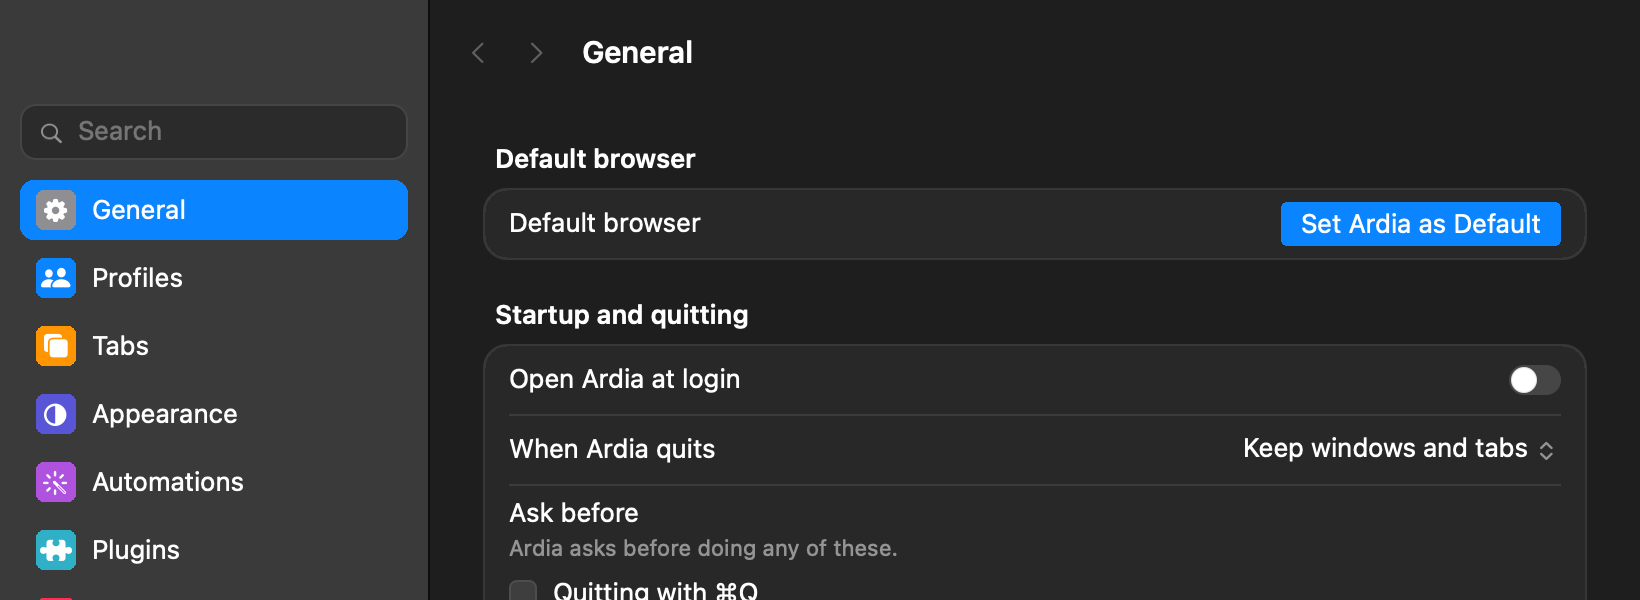 General
Search
General
Profiles
Tabs
Appearance
Automations
Plugins
Default browser
Default browser
Set Ardia as Default
Startup and quitting
Open Ardia at login
When Ardia quits
Keep windows and tabs
Ask before
Ardia asks before doing any of these.
Quitting with ⌘Q